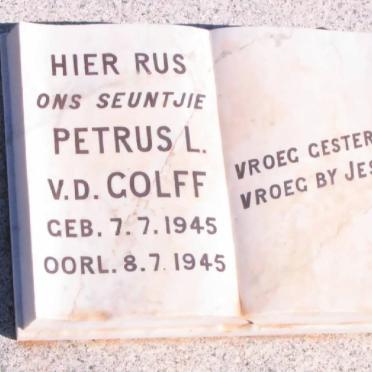 HIER RUS
ONS SEUNTJIE
PETRUS L.
V.D. GOLFF
GEB. 7.7.1945
OORL. 8.7.1945
VROEG GESTER
VROEG BY JES